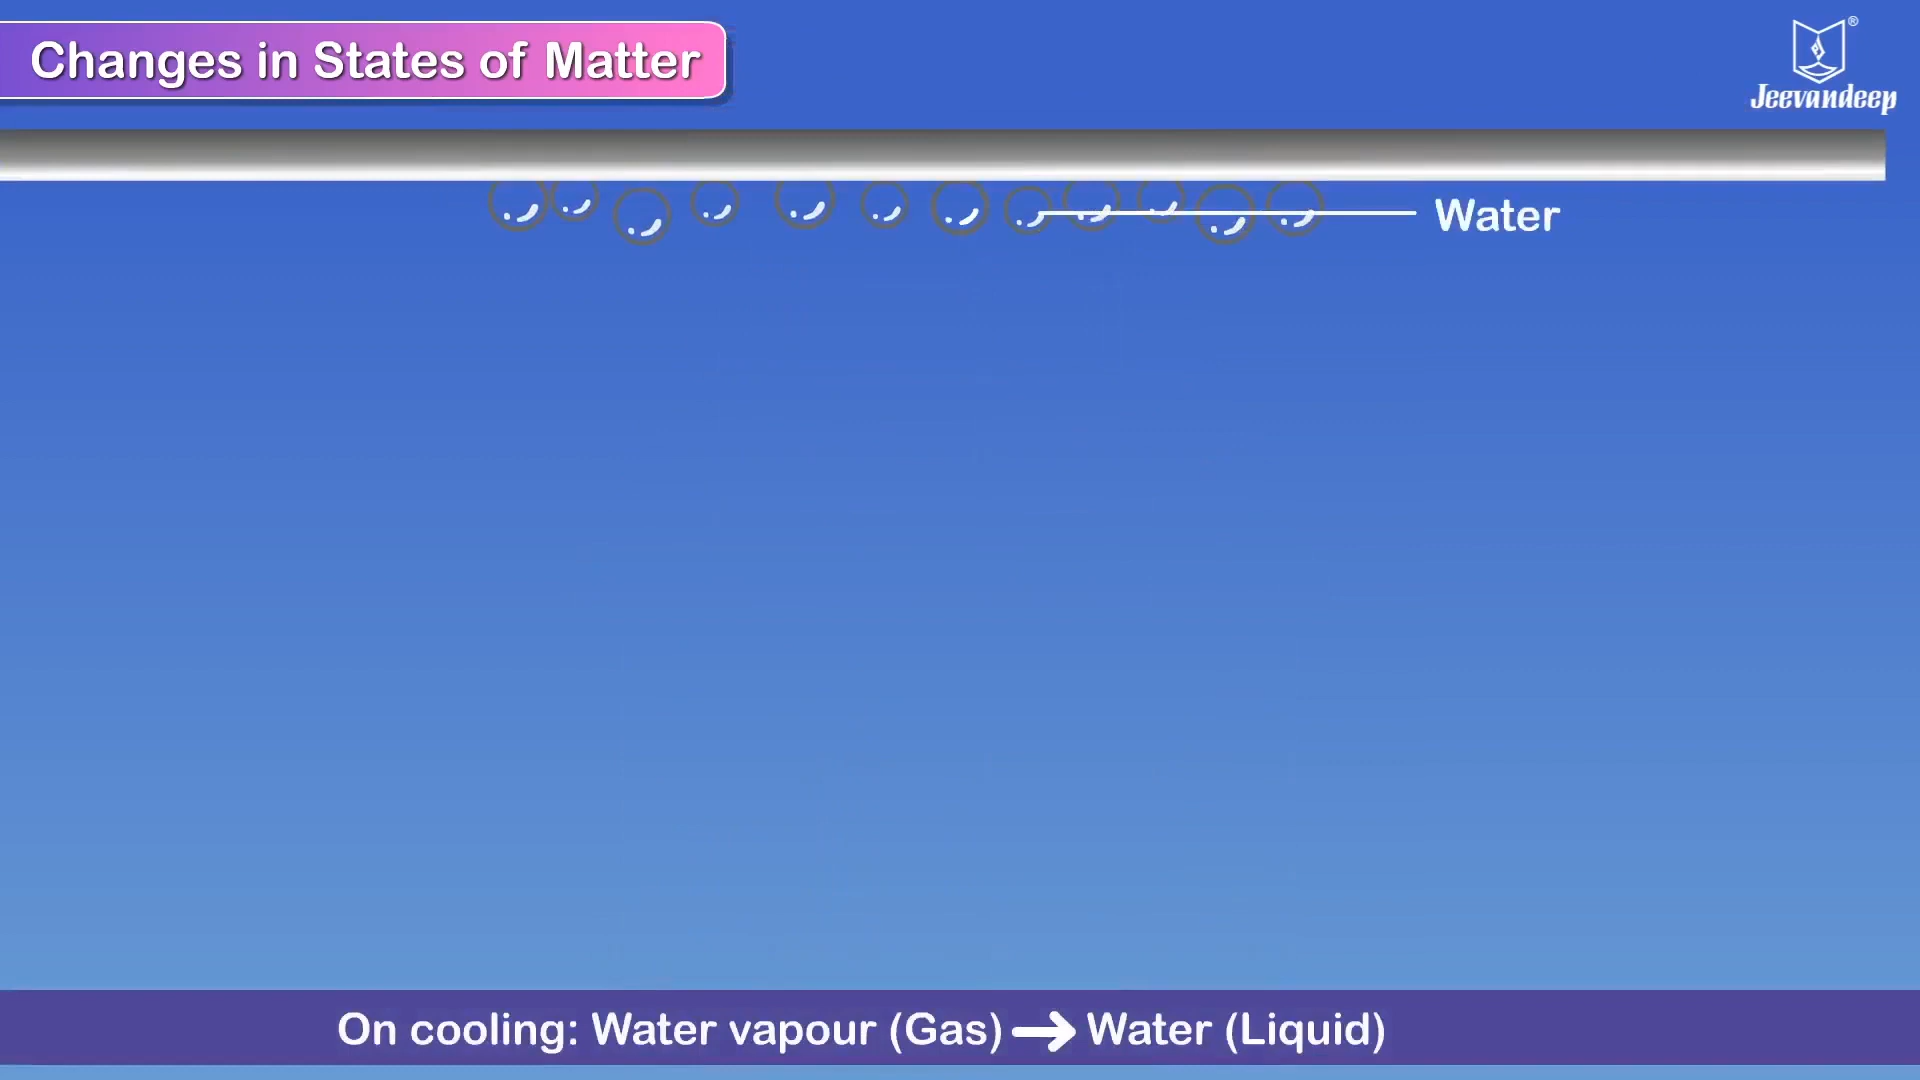 Changes in States of Matter
®
Jeevandeep
Water
On cooling: Water vapour (Gas) → Water (Liquid)